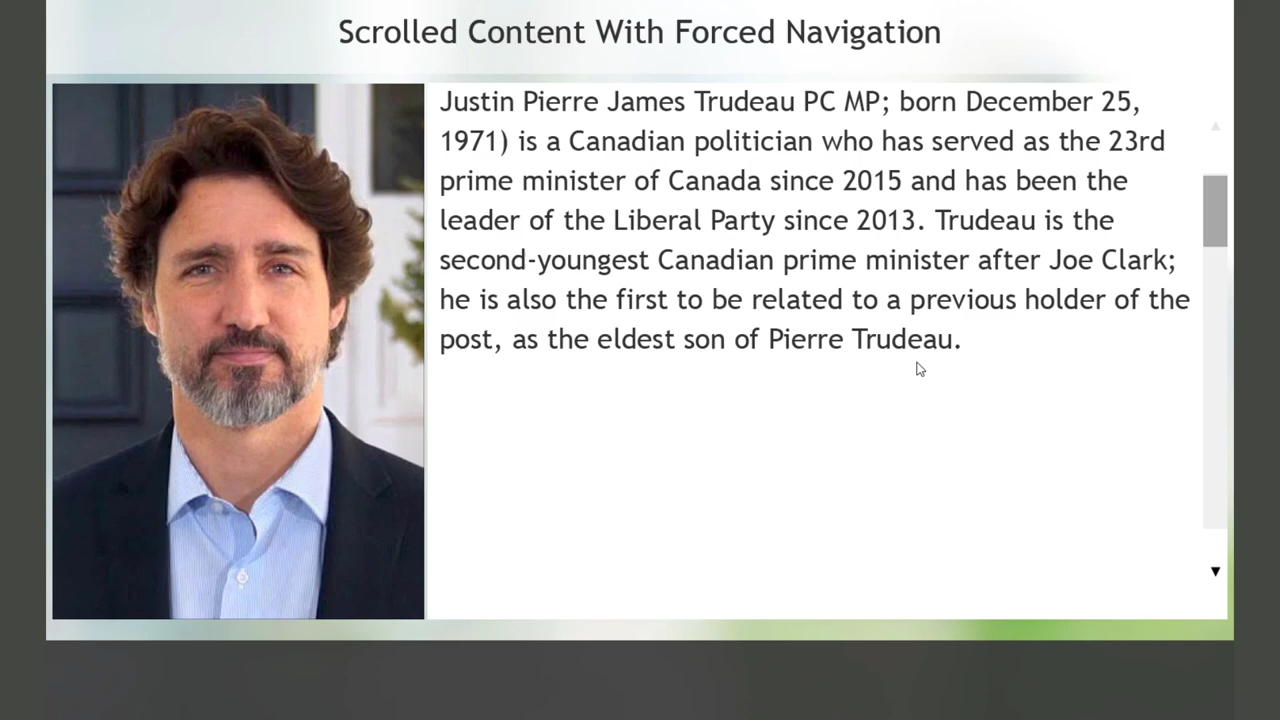 Scrolled Content With Forced Navigation
Justin Pierre James Trudeau PC MP; born December 25,
1971) is a Canadian politician who has served as the 23rd
prime minister of Canada since 2015 and has been the
leader of the Liberal Party since 2013. Trudeau is the
second-youngest Canadian prime minister after Joe Clark;
he is also the first to be related to a previous holder of the
post, as the eldest son of Pierre Trudeau.